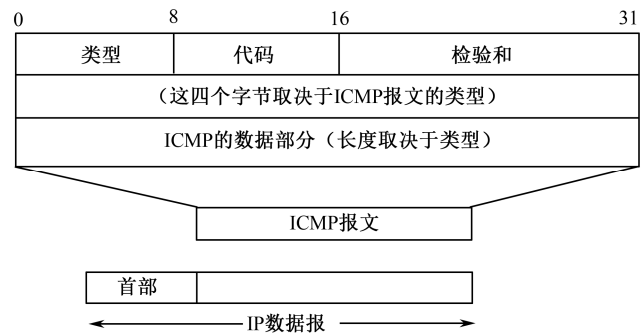 0 8 16 31
类型 代码 检验和
（这四个字节取决于ICMP报文的类型）
ICMP的数据部分（长度取决于类型）
ICMP报文
首部
IP数据报